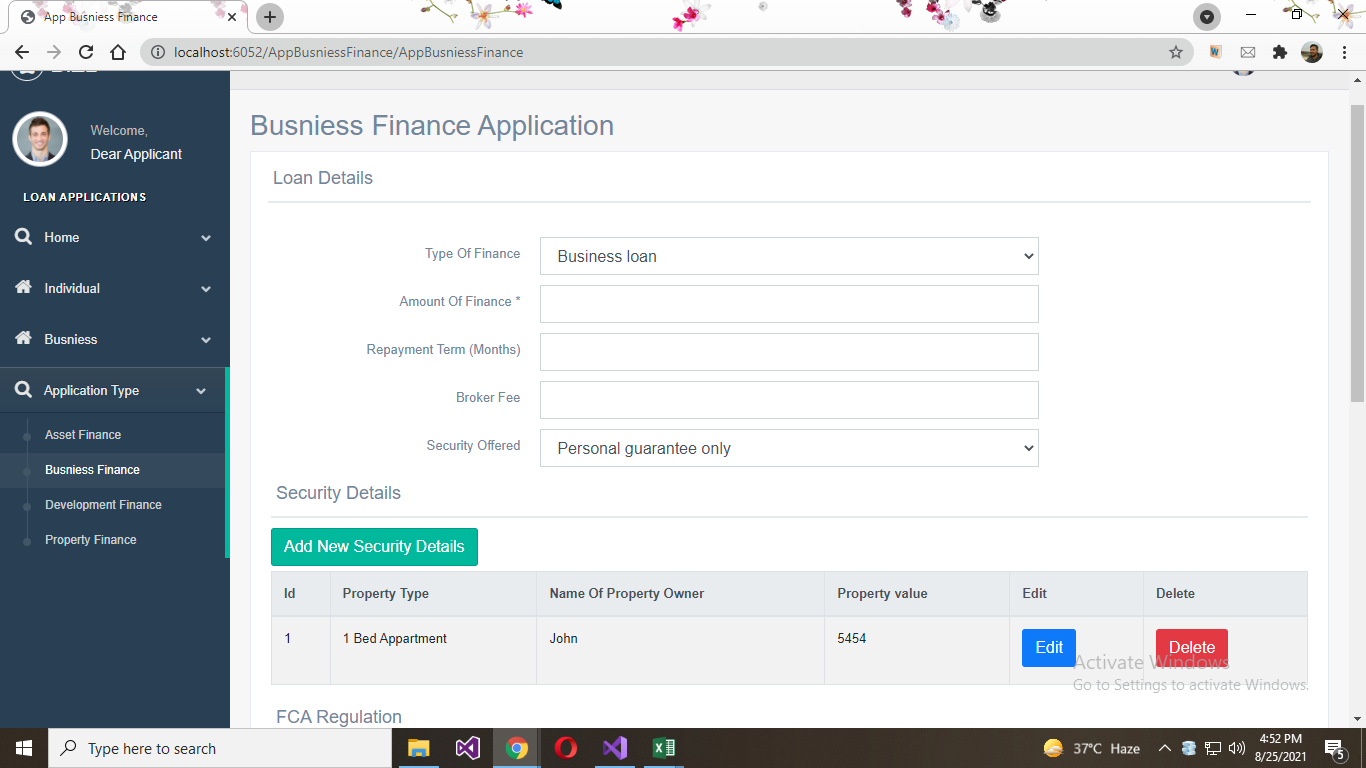 App Busniess Finance
localhost:6052/AppBusniessFinance/AppBusniessFinance
Welcome,
Dear Applicant
LOAN APPLICATIONS
Home
Individual
Busniess
Application Type
Asset Finance
Busniess Finance
Development Finance
Property Finance
Busniess Finance Application
Loan Details
Type Of Finance
Business loan
Amount Of Finance *
Repayment Term (Months)
Broker Fee
Security Offered
Personal guarantee only
Security Details
Add New Security Details
Id Property Type Name Of Property Owner Property value Edit Delete
1 1 Bed Appartment John 5454 Edit Delete
Activate Windows
Go to Settings to activate Windows.
FCA Regulation
Type here to search
37°C Haze
4:52 PM
8/25/2021
5